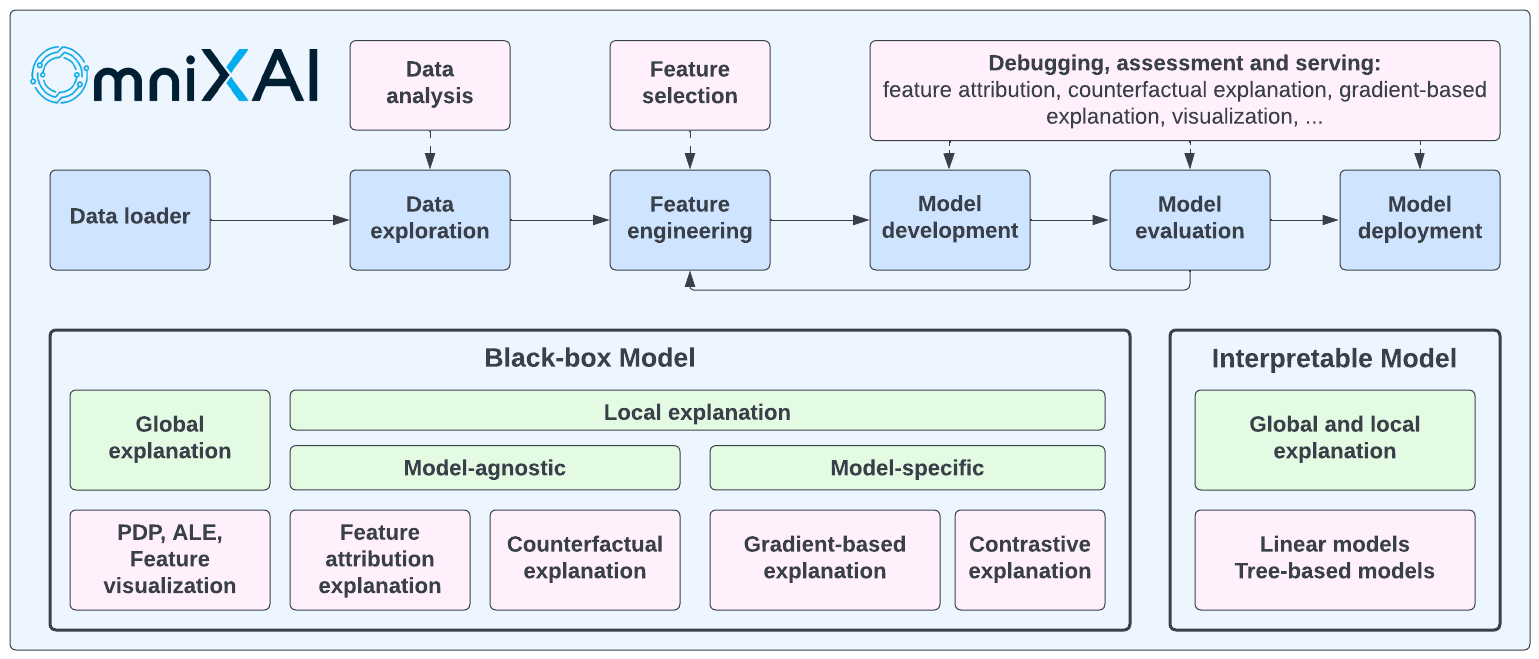 OmniXAI
Data
analysis
Feature
selection
Debugging, assessment and serving:
feature attribution, counterfactual explanation, gradient-based
explanation, visualization, ...
Data loader
Data
exploration
Feature
engineering
Model
development
Model
evaluation
Model
deployment
Black-box Model
Global
explanation
Local explanation
Model-agnostic
Model-specific
PDP, ALE,
Feature
visualization
Feature
attribution
explanation
Counterfactual
explanation
Gradient-based
explanation
Contrastive
explanation
Interpretable Model
Global and local
explanation
Linear models
Tree-based models